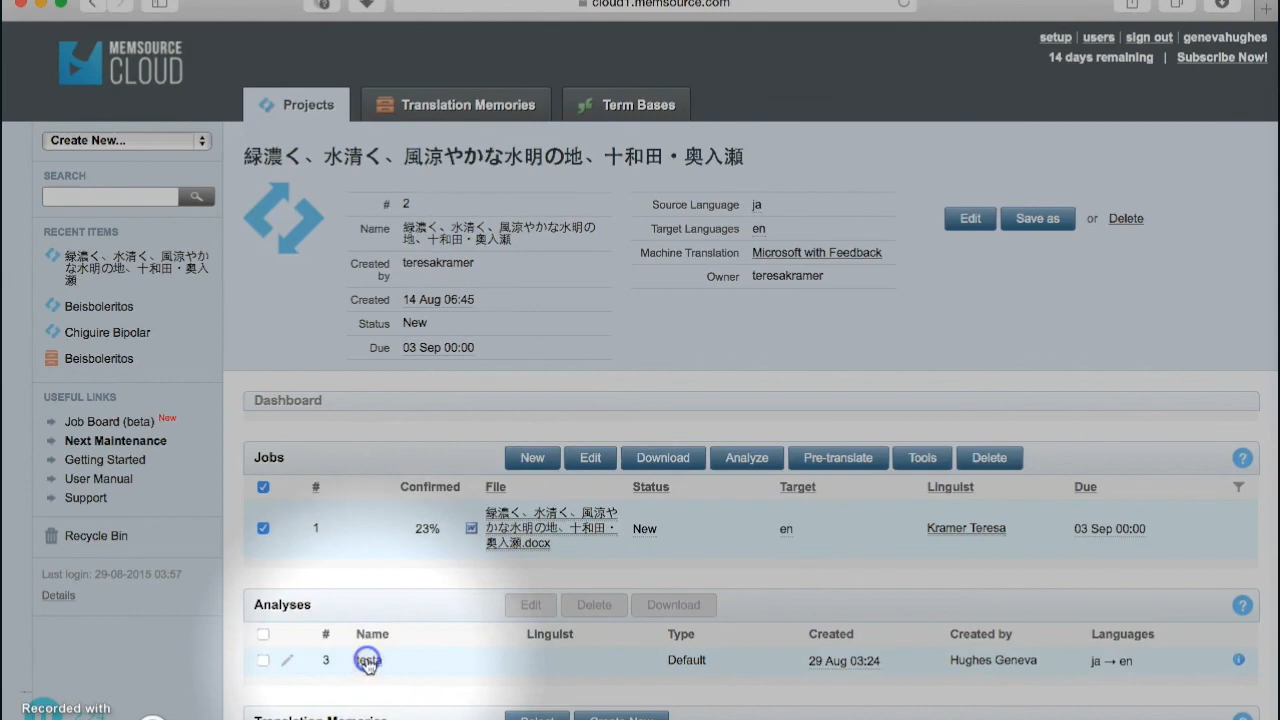 cloud1.memsource.com
MEMSOURCE
CLOUD
setup | users | sign out | genevahughes
14 days remaining | Subscribe Now!
Projects
Translation Memories
Term Bases
Create New...
SEARCH
RECENT ITEMS
緑濃く、水清く、風涼やか
な水明の地、十和田・奥入
瀬
Beisboleritos
Chiguire Bipolar
Beisboleritos
USEFUL LINKS
Job Board (beta) New
Next Maintenance
Getting Started
User Manual
Support
Recycle Bin
Last login: 29-08-2015 03:57
Details
緑濃く、水清く、風涼やかな水明の地、十和田・奥入瀬
# 2
Name 緑濃く、水清く、風涼やかな水明の
地、十和田・奥入瀬
Created by teresakramer
Created 14 Aug 06:45
Status New
Due 03 Sep 00:00
Source Language ja
Target Languages en
Machine Translation Microsoft with Feedback
Owner teresakramer
Edit Save as or Delete
Dashboard
Jobs New Edit Download Analyze Pre-translate Tools Delete ?
# Confirmed File Status Target Linguist Due
1 23% 緑濃く、水清く、風涼や
かな水明の地、十和田・
奥入瀬.docx New en Kramer Teresa 03 Sep 00:00
Analyses Edit Delete Download ?
# Name Linguist Type Created Created by Languages
3 Default 29 Aug 03:24 Hughes Geneva ja → en
Translation Memories Select Create New
Recorded with